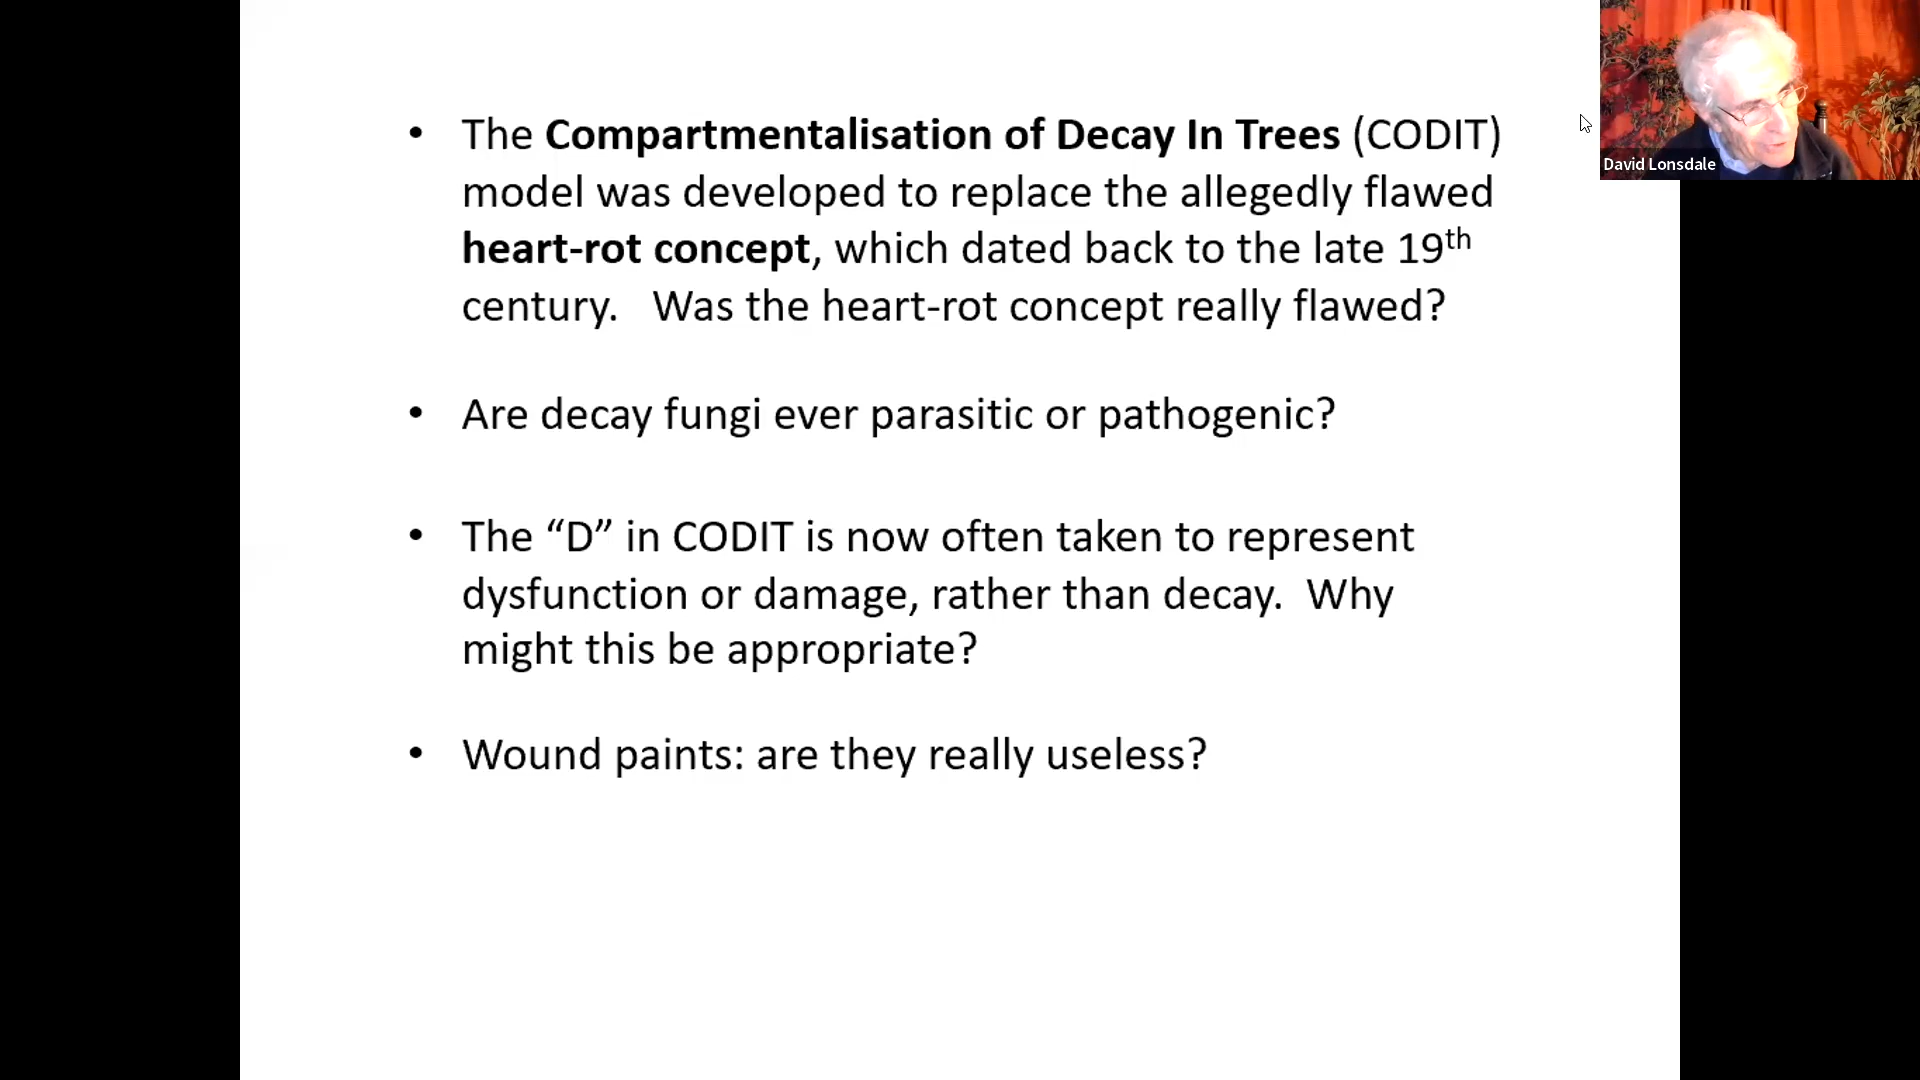 • The Compartmentalisation of Decay In Trees (CODIT)
model was developed to replace the allegedly flawed
heart-rot concept, which dated back to the late 19th
century.   Was the heart-rot concept really flawed?
• Are decay fungi ever parasitic or pathogenic?
• The “D” in CODIT is now often taken to represent
dysfunction or damage, rather than decay.  Why
might this be appropriate?
• Wound paints: are they really useless?
David Lonsdale